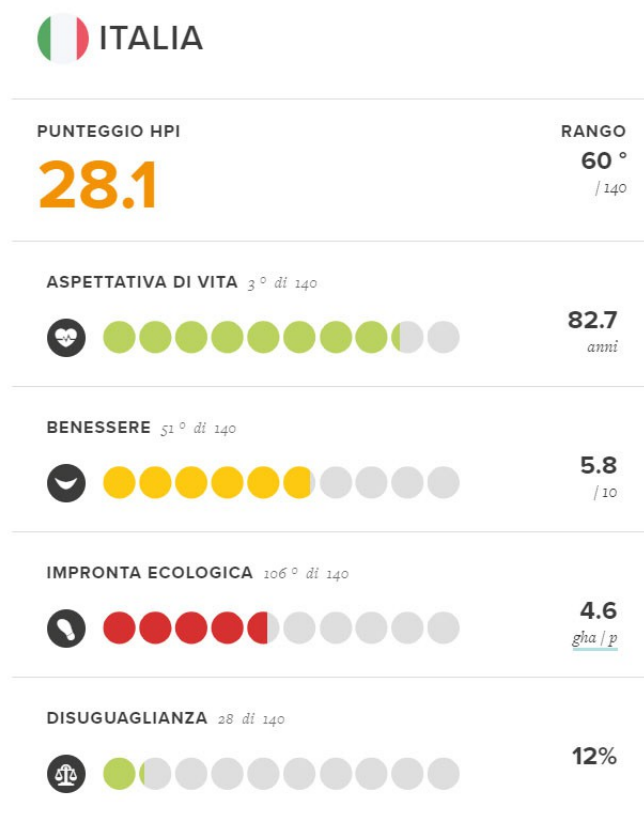 ITALIA
PUNTEGGIO HPI
28.1
RANGO
60 °
/ 140
ASPETTATIVA DI VITA 3 ° di 140
82.7
anni
BENESSERE 51 ° di 140
5.8
/ 10
IMPRONTA ECOLOGICA 106 ° di 140
4.6
gha / p
DISUGUAGLIANZA 28 di 140
12%